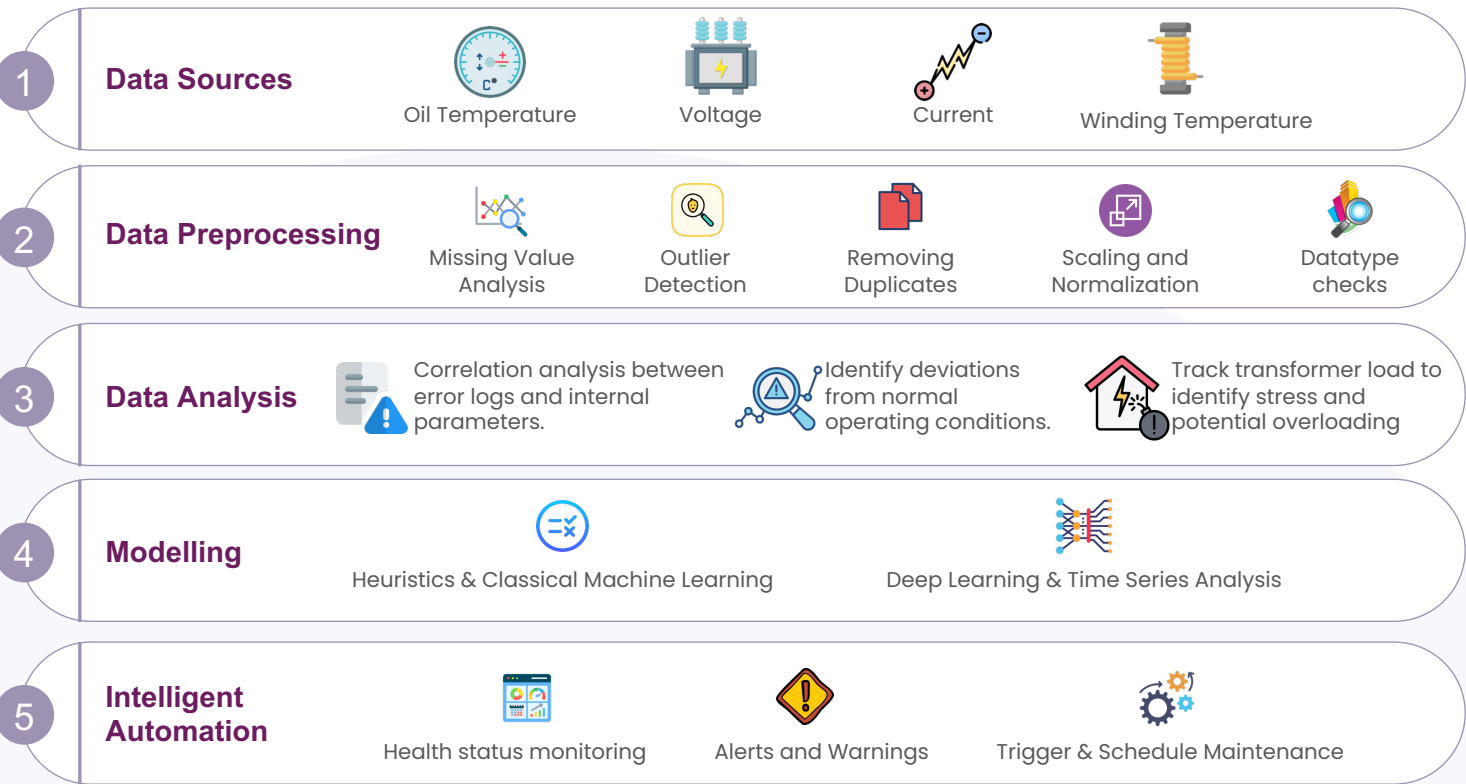 1
Data Sources
C°
Oil Temperature
Voltage
Current
Winding Temperature
2
Data Preprocessing
Missing Value
Analysis
Outlier
Detection
Removing
Duplicates
Scaling and
Normalization
Datatype
checks
3
Data Analysis
Correlation analysis between
error logs and internal
parameters.
Identify deviations
from normal
operating conditions.
Track transformer load to
identify stress and
potential overloading
4
Modelling
Heuristics & Classical Machine Learning
Deep Learning & Time Series Analysis
5
Intelligent
Automation
Health status monitoring
Alerts and Warnings
Trigger & Schedule Maintenance